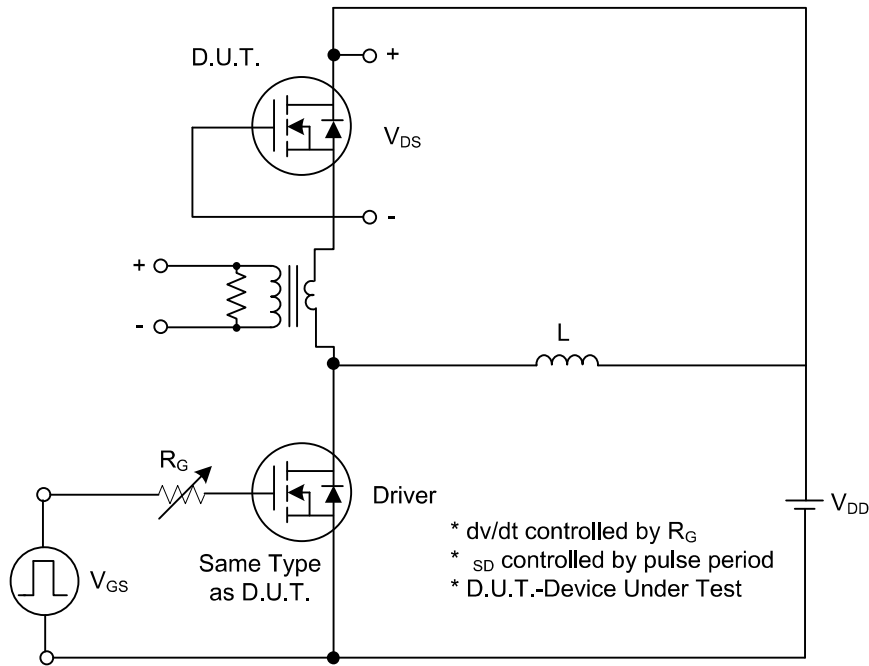 D.U.T.
+
V_DS
-
+
-
L
R_G
Driver
V_DD
V_GS
Same Type
as D.U.T.
* dv/dt controlled by R_G
* _SD controlled by pulse period
* D.U.T.-Device Under Test